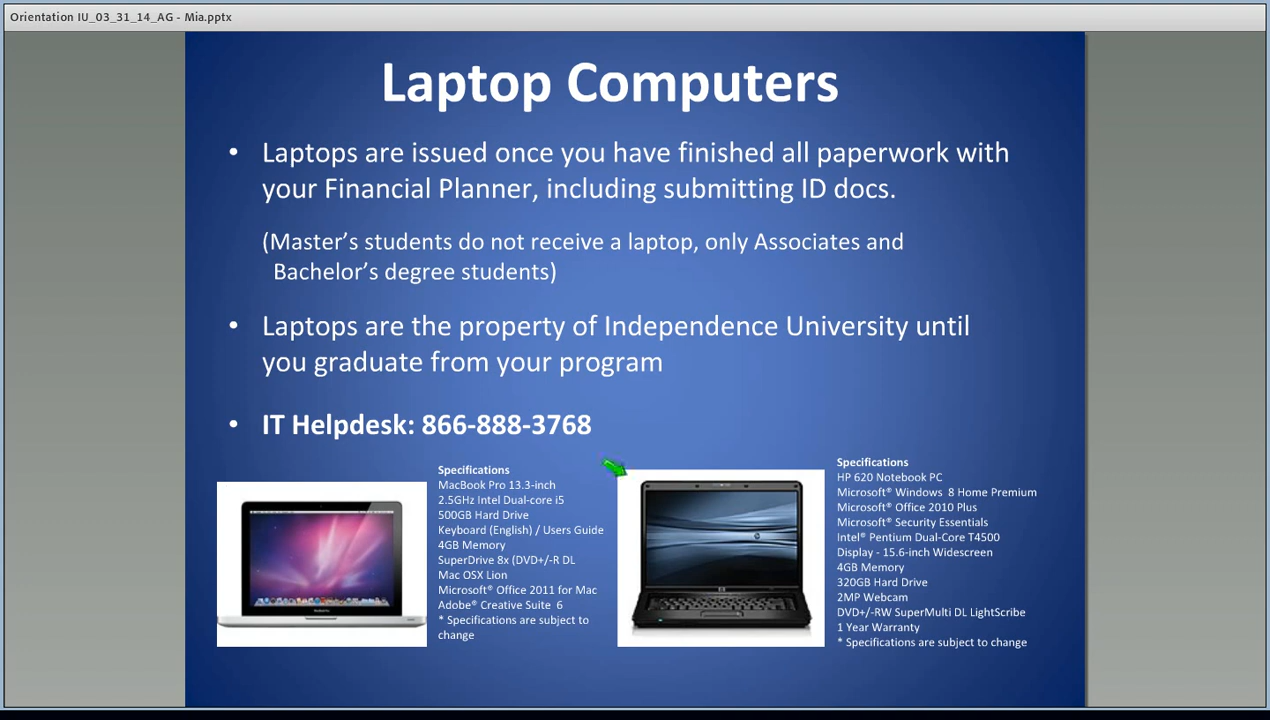 Orientation IU_03_31_14_AG - Mia.pptx
Laptop Computers
• Laptops are issued once you have finished all paperwork with
your Financial Planner, including submitting ID docs.
(Master's students do not receive a laptop, only Associates and
Bachelor's degree students)
• Laptops are the property of Independence University until
you graduate from your program
• IT Helpdesk: 866-888-3768
Specifications
MacBook Pro 13.3-inch
2.5GHz Intel Dual-core i5
500GB Hard Drive
Keyboard (English) / Users Guide
4GB Memory
SuperDrive 8x (DVD+/-R DL
Mac OSX Lion
Microsoft® Office 2011 for Mac
Adobe® Creative Suite 6
* Specifications are subject to
change
Specifications
HP 620 Notebook PC
Microsoft® Windows 8 Home Premium
Microsoft® Office 2010 Plus
Microsoft® Security Essentials
Intel® Pentium Dual-Core T4500
Display - 15.6-inch Widescreen
4GB Memory
320GB Hard Drive
2MP Webcam
DVD+/-RW SuperMulti DL LightScribe
1 Year Warranty
* Specifications are subject to change